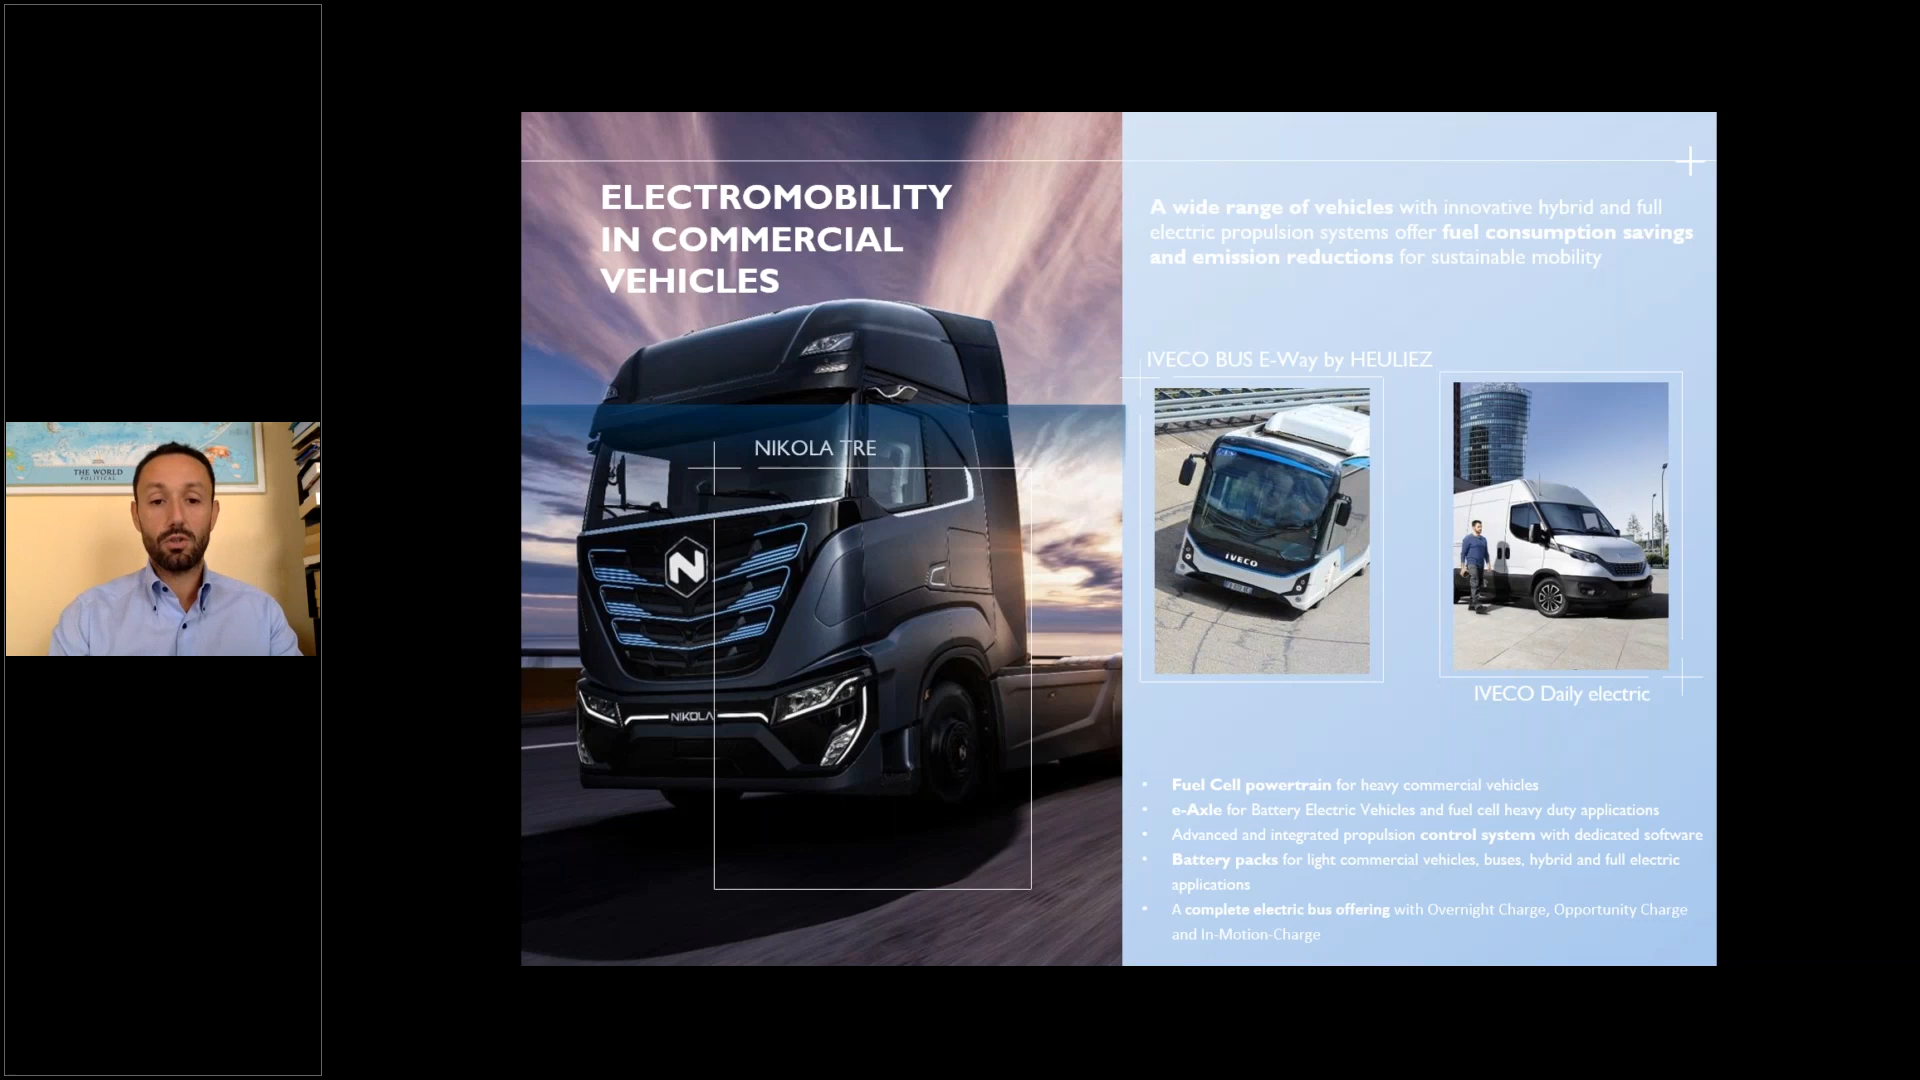 THE WORLD
POLITICAL
ELECTROMOBILITY
IN COMMERCIAL
VEHICLES
NIKOLA TRE
N
NIKOLA
A wide range of vehicles with innovative hybrid and full
electric propulsion systems offer fuel consumption savings
and emission reductions for sustainable mobility
IVECO BUS E-Way by HEULIEZ
IVECO
IVECO Daily electric
• Fuel Cell powertrain for heavy commercial vehicles
• e-Axle for Battery Electric Vehicles and fuel cell heavy duty applications
• Advanced and integrated propulsion control system with dedicated software
• Battery packs for light commercial vehicles, buses, hybrid and full electric
applications
• A complete electric bus offering with Overnight Charge, Opportunity Charge
and In-Motion-Charge